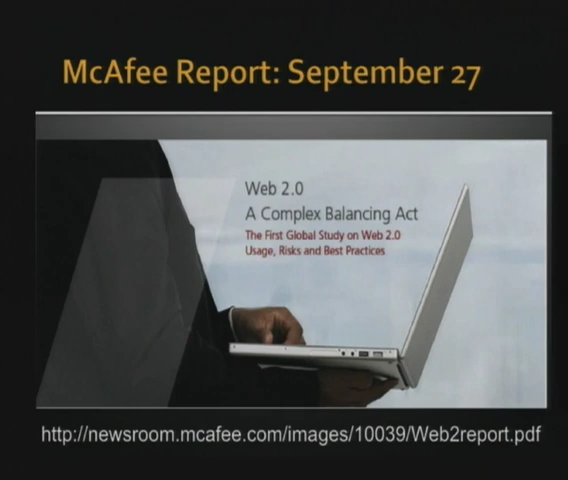 McAfee Report: September 27
Web 2.0
A Complex Balancing Act
The First Global Study on Web 2.0
Usage, Risks and Best Practices
http://newsroom.mcafee.com/images/10039/Web2report.pdf